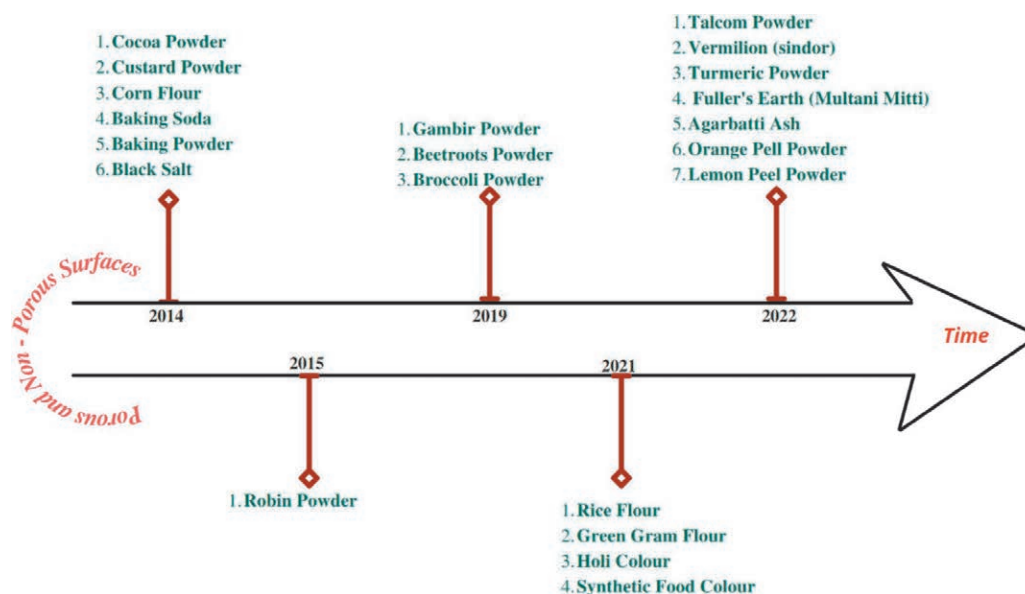 1. Cocoa Powder
2. Custard Powder
3. Corn Flour
4. Baking Soda
5. Baking Powder
6. Black Salt
1. Gambir Powder
2. Beetroots Powder
3. Broccoli Powder
1. Talcom Powder
2. Vermilion (sindor)
3. Turmeric Powder
4. Fuller's Earth (Multani Mitti)
5. Agarbatti Ash
6. Orange Pell Powder
7. Lemon Peel Powder
Porous and Non - Porous Surfaces
2014
2019
2022
Time
2015
2021
1. Robin Powder
1. Rice Flour
2. Green Gram Flour
3. Holi Colour
4. Synthetic Food Colour